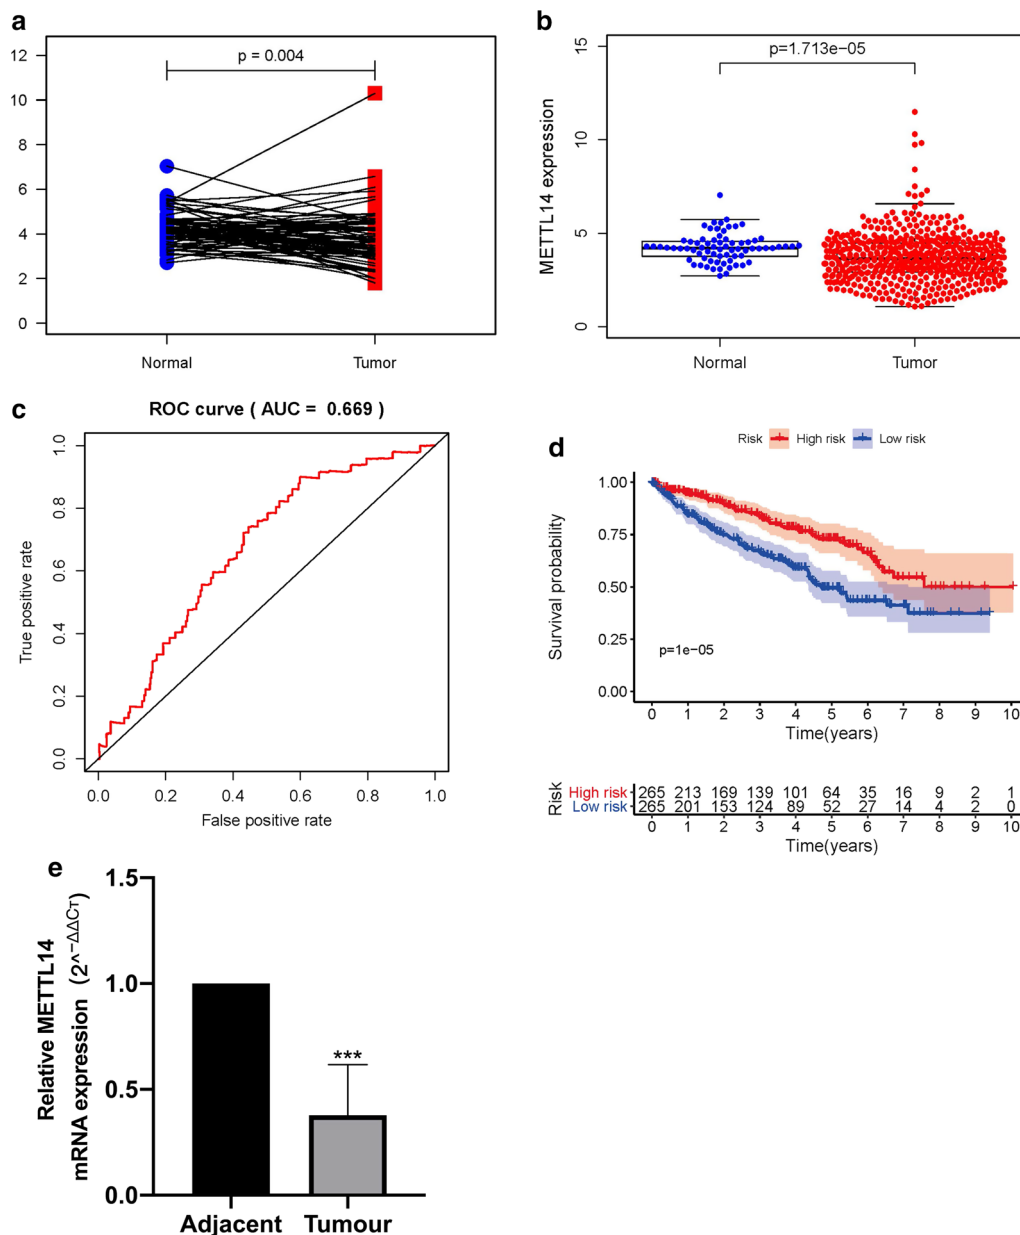 a
p = 0.004
12
10
8
6
4
2
0
Normal Tumor
b
p=1.713e−05
METTL14 expression
15
10
5
0
Normal Tumor
c
ROC curve ( AUC = 0.669 )
True positive rate
1.0
0.8
0.6
0.4
0.2
0.0
0.0 0.2 0.4 0.6 0.8 1.0
False positive rate
d
Risk High risk Low risk
Survival probability
1.00
0.75
0.50
0.25
0.00
p=1e−05
0 1 2 3 4 5 6 7 8 9 10
Time(years)
Risk
High risk 265 213 169 139 101 64 35 16 9 2 1
Low risk 265 201 153 124 89 52 27 14 4 2 0
0 1 2 3 4 5 6 7 8 9 10
Time(years)
e
Relative METTL14
mRNA expression (2^−ΔΔCT)
1.5
1.0
0.5
0.0
***
Adjacent Tumour